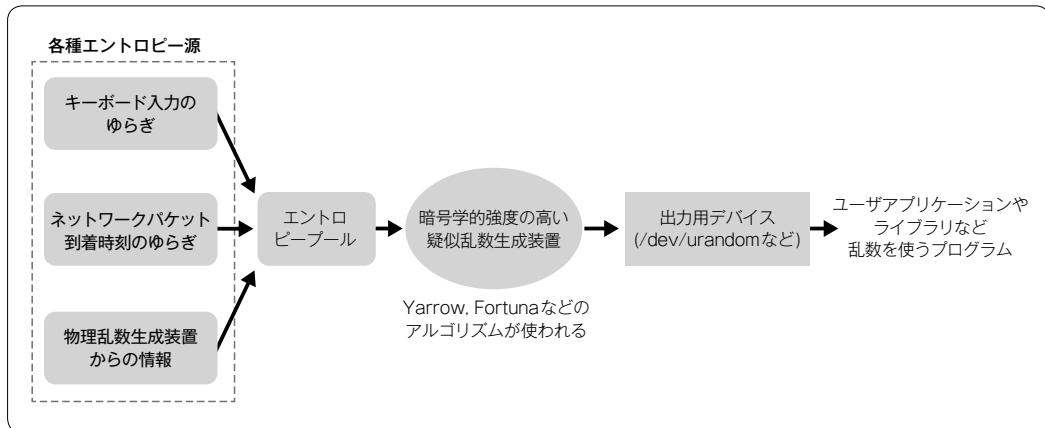 各種エントロピー源
キーボード入力の
ゆらぎ
ネットワークパケット
到着時刻のゆらぎ
物理乱数生成装置
からの情報
エントロ
ピープール
暗号学的強度の高い
疑似乱数生成装置
Yarrow, Fortunaなどの
アルゴリズムが使われる
出力用デバイス
(/dev/urandomなど)
ユーザアプリケーションや
ライブラリなど
乱数を使うプログラム